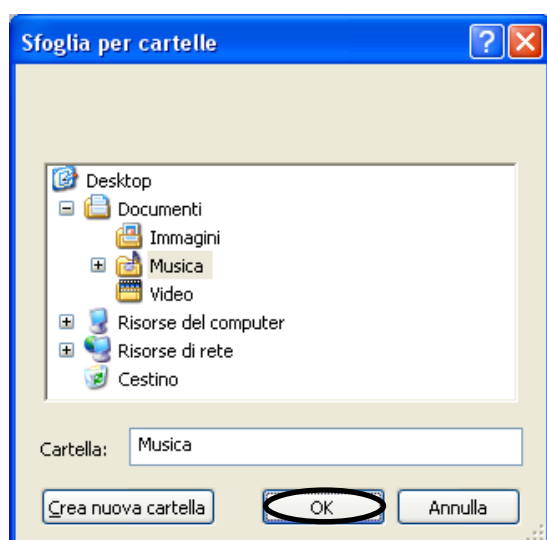 Sfoglia per cartelle
Desktop
Documenti
Immagini
Musica
Video
Risorse del computer
Risorse di rete
Cestino
Cartella: Musica
Crea nuova cartella OK Annulla